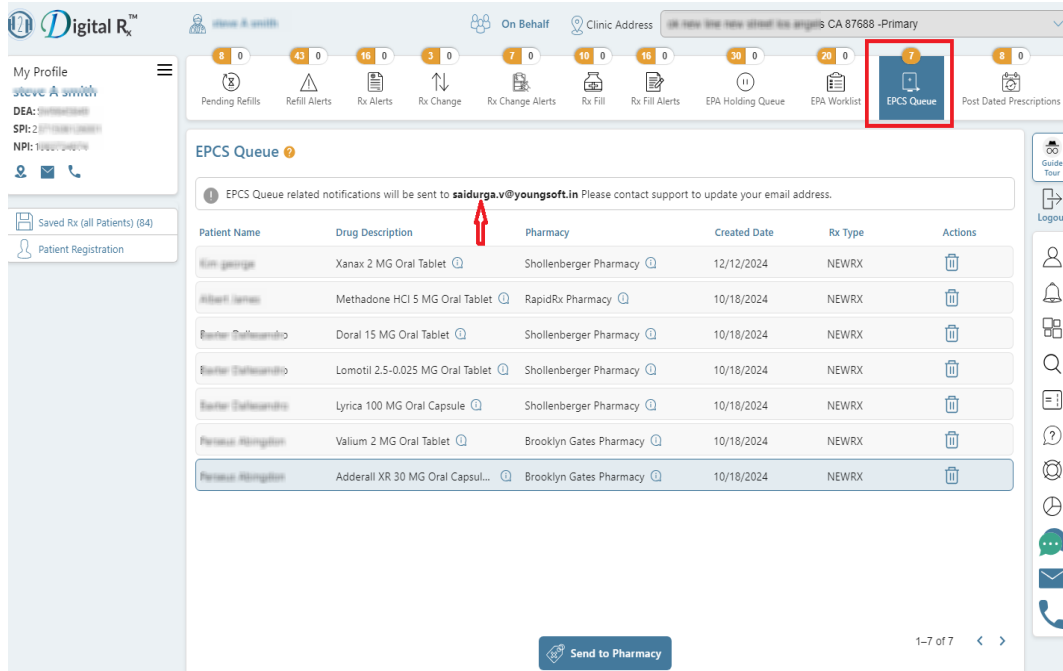 H2H Digital Rx™
steve A smith
On Behalf
Clinic Address
CA 87688 -Primary
My Profile
steve A smith
DEA:
SPI: 2
NPI: 1
8 0
Pending Refills
43 0
Refill Alerts
16 0
Rx Alerts
3 0
Rx Change
7 0
Rx Change Alerts
10 0
Rx Fill
16 0
Rx Fill Alerts
30 0
EPA Holding Queue
20 0
EPA Worklist
7
EPCS Queue
8 0
Post Dated Prescriptions
Saved Rx (all Patients) (84)
Patient Registration
EPCS Queue ?
EPCS Queue related notifications will be sent to saidurga.v@youngsoft.in Please contact support to update your email address.
Patient Name Drug Description Pharmacy Created Date Rx Type Actions
Kim george Xanax 2 MG Oral Tablet Shollenberger Pharmacy 12/12/2024 NEWRX
Albert James Methadone HCl 5 MG Oral Tablet RapidRx Pharmacy 10/18/2024 NEWRX
Doral 15 MG Oral Tablet Shollenberger Pharmacy 10/18/2024 NEWRX
Lomotil 2.5-0.025 MG Oral Tablet Shollenberger Pharmacy 10/18/2024 NEWRX
Lyrica 100 MG Oral Capsule Shollenberger Pharmacy 10/18/2024 NEWRX
Valium 2 MG Oral Tablet Brooklyn Gates Pharmacy 10/18/2024 NEWRX
Adderall XR 30 MG Oral Capsul... Brooklyn Gates Pharmacy 10/18/2024 NEWRX
Send to Pharmacy
1–7 of 7
Guide
Tour
Logou